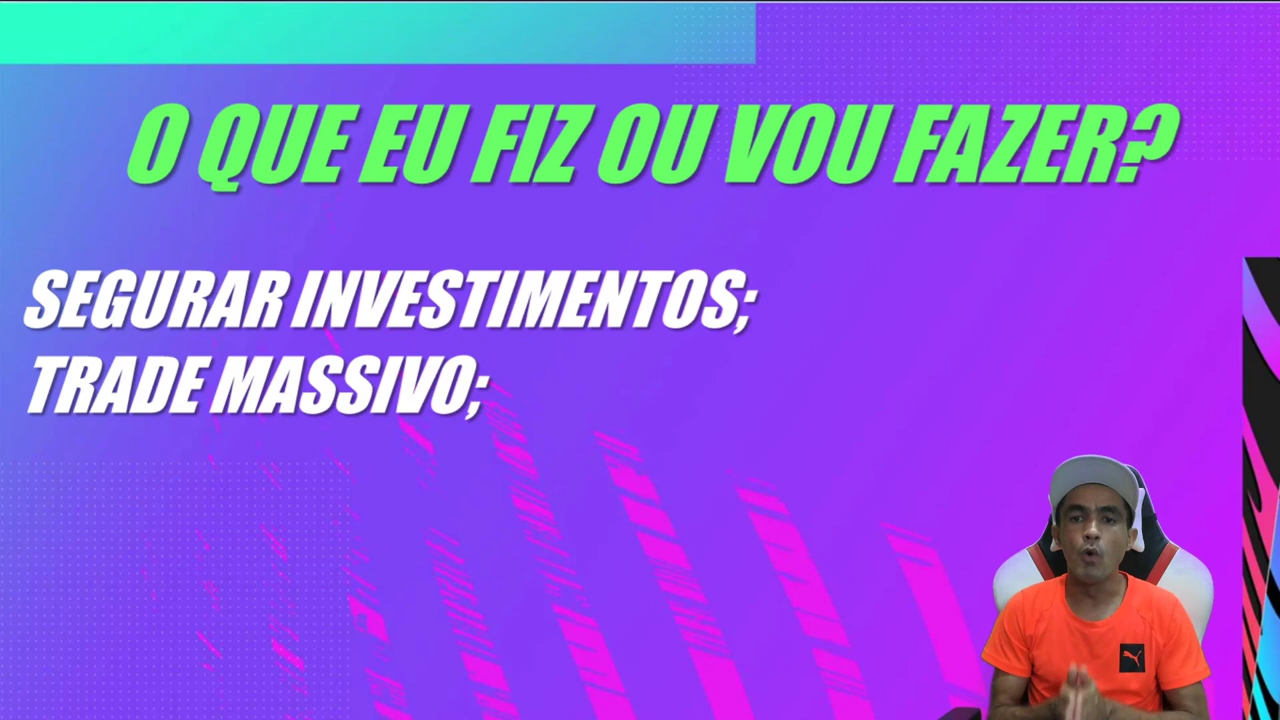 O QUE EU FIZ OU VOU FAZER?
SEGURAR INVESTIMENTOS;
TRADE MASSIVO;